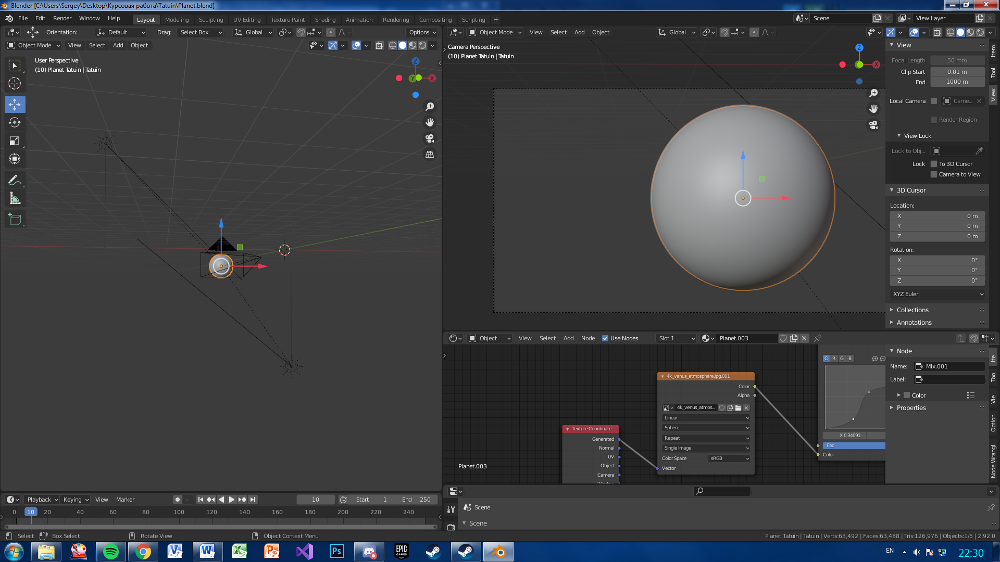 Blender [C:\Users\Sergey\Desktop\Курсовая работа\Tatuin\Planet.blend]
File Edit Render Window Help Layout Modeling Sculpting UV Editing Texture Paint Shading Animation Rendering Compositing Scripting + Scene View Layer
Orientation: Default Drag: Select Box Global Options
Object Mode View Select Add Object
User Perspective
(10) Planet Tatuin | Tatuin
Z
Y X
Object Mode View Select Add Object Global
Camera Perspective
(10) Planet Tatuin | Tatuin
Z
X
View
Focal Length 50 mm
Clip Start 0.01 m
End 1000 m
Local Camera Came...
Render Region
View Lock
Lock to Obj...
Lock To 3D Cursor
Camera to View
3D Cursor
Location:
X 0 m
Y 0 m
Z 0 m
Rotation:
X 0°
Y 0°
Z 0°
XYZ Euler
Collections
Annotations
Item
Tool
View
Object View Select Add Node Use Nodes Slot 1 Planet.003
Texture Coordinate
Generated
Normal
UV
Object
Camera
Planet.003
4k_venus_atmosphere.jpg.001
Color
Alpha
4k_venus_atmos...
Linear
Sphere
Repeat
Single Image
Color Space sRGB
Vector
C R G B
X 0.34091
Fac
Color
Node
Name: Mix.001
Label:
Color
Properties
Ite
Too
Vie
Option
Node Wrangl
Scene
Scene
Playback Keying View Marker 10 Start 1 End 250
0 10 20 40 60 80 100 120 140 160 180 200 220 240
Select Box Select Rotate View Object Context Menu Planet Tatuin | Tatuin | Verts:63,492 | Faces:63,488 | Tris:126,976 | Objects:1/5 | 2.92.0
Ps
EPIC
GAMES
EN 22:30